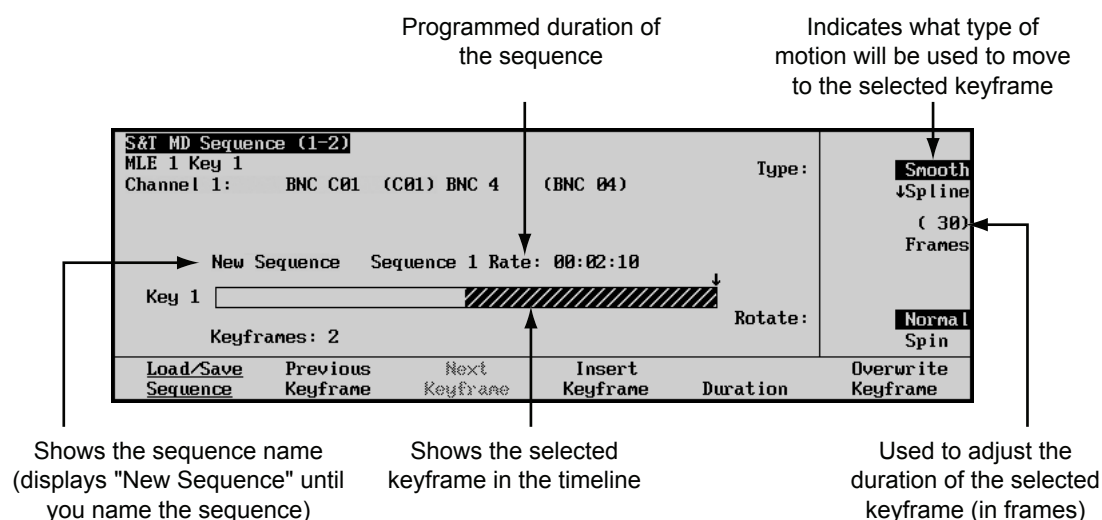 Programmed duration of
the sequence
Indicates what type of
motion will be used to move
to the selected keyframe
S&T MD Sequence (1-2)
MLE 1 Key 1
Channel 1: BNC C01 (C01) BNC 4 (BNC 04)
Type:
Smooth
↓Spline
( 30)
Frames
New Sequence Sequence 1 Rate: 00:02:10
Key 1
Keyframes: 2
Rotate:
Normal
Spin
Load/Save Previous Next Insert Overwrite
Sequence Keyframe Keyframe Keyframe Duration Keyframe
Shows the sequence name
(displays "New Sequence" until
you name the sequence)
Shows the selected
keyframe in the timeline
Used to adjust the
duration of the selected
keyframe (in frames)